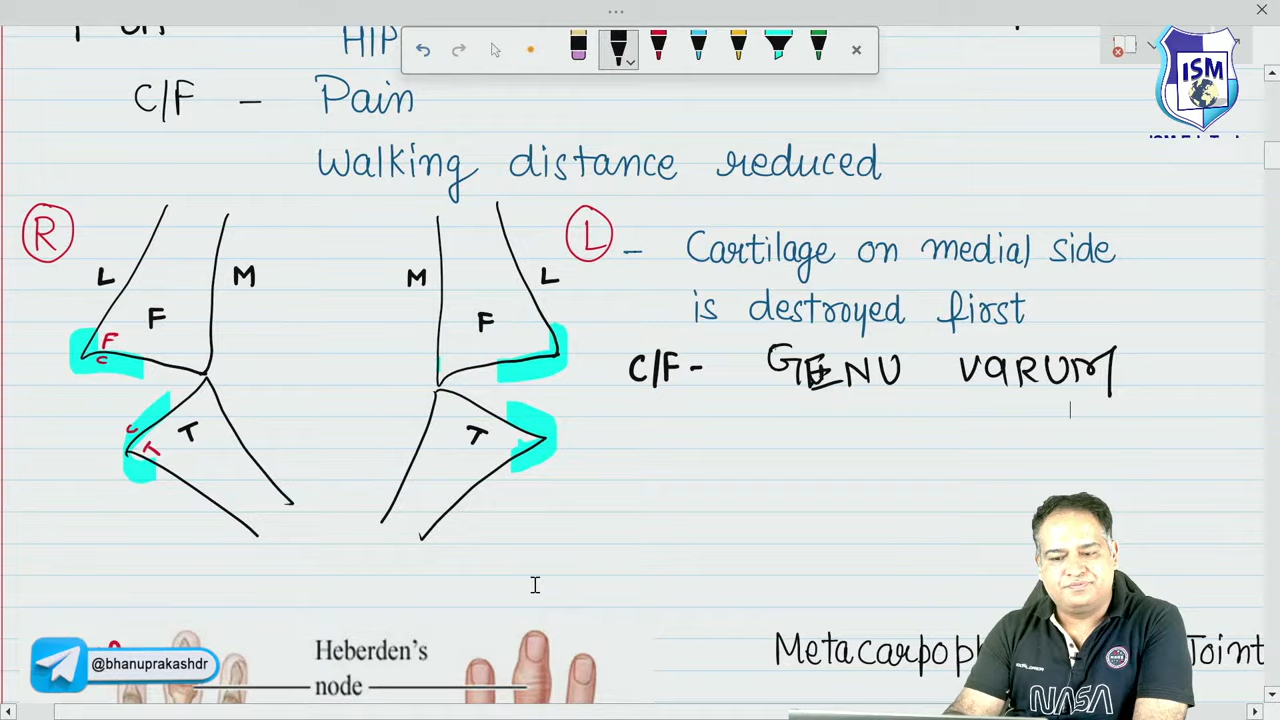 HIP
C/F - Pain
Walking distance reduced
R
L
- Cartilage on medial side
is destroyed first
C/F - GENU VARUM
L
F
M
F
C
C
T
T
M
L
F
T
ISM
@bhanuprakashdr
Heberden's
node
Joint
NASA